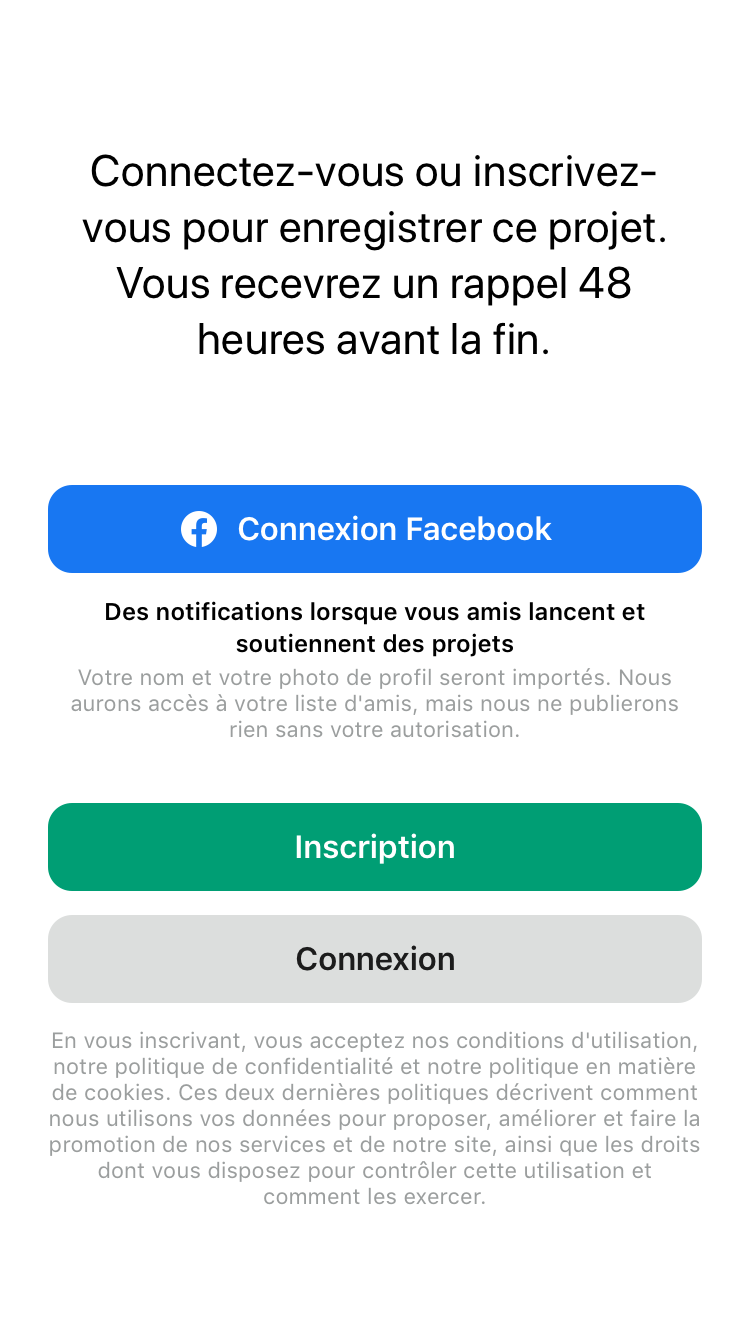 Connectez-vous ou inscrivez-
vous pour enregistrer ce projet.
Vous recevrez un rappel 48
heures avant la fin.
Connexion Facebook
Des notifications lorsque vous amis lancent et
soutiennent des projets
Votre nom et votre photo de profil seront importés. Nous
aurons accès à votre liste d'amis, mais nous ne publierons
rien sans votre autorisation.
Inscription
Connexion
En vous inscrivant, vous acceptez nos conditions d'utilisation,
notre politique de confidentialité et notre politique en matière
de cookies. Ces deux dernières politiques décrivent comment
nous utilisons vos données pour proposer, améliorer et faire la
promotion de nos services et de notre site, ainsi que les droits
dont vous disposez pour contrôler cette utilisation et
comment les exercer.